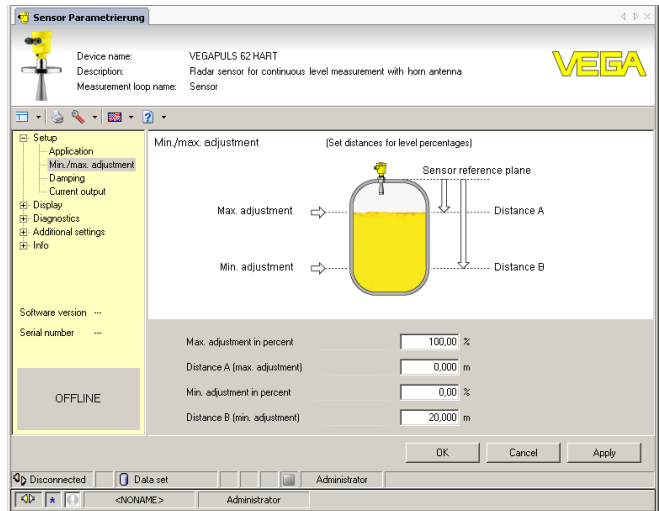 Sensor Parametrierung
Device name: VEGAPULS 62 HART
Description: Radar sensor for continuous level measurement with horn antenna
Measurement loop name: Sensor
VEGA
Setup
Application
Min./max. adjustment
Damping
Current output
Display
Diagnostics
Additional settings
Info
Software version ---
Serial number ---
OFFLINE
Min./max. adjustment (Set distances for level percentages)
Sensor reference plane
Max. adjustment
Distance A
Min. adjustment
Distance B
Max. adjustment in percent 100,00 %
Distance A (max. adjustment) 0,000 m
Min. adjustment in percent 0,00 %
Distance B (min. adjustment) 20,000 m
OK Cancel Apply
Disconnected Data set Administrator
<NONAME> Administrator